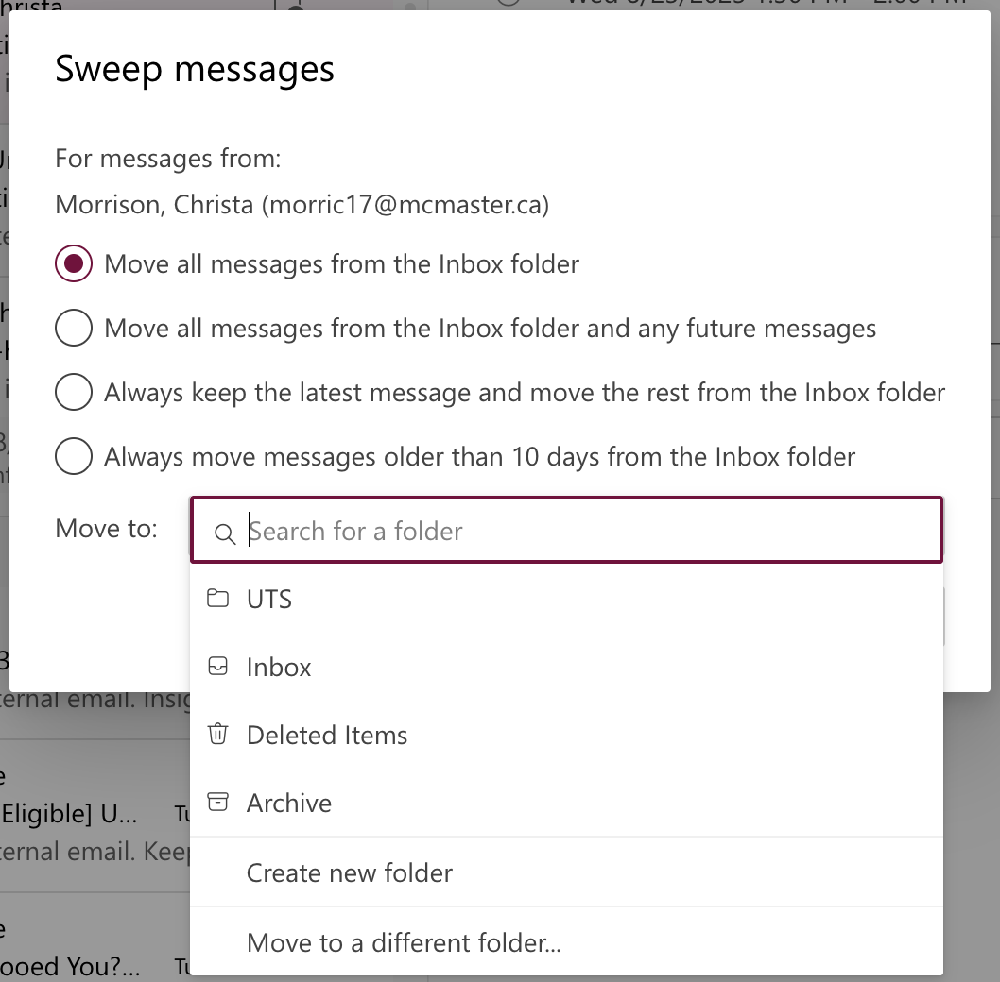 Sweep messages
For messages from:
Morrison, Christa (morric17@mcmaster.ca)
Move all messages from the Inbox folder
Move all messages from the Inbox folder and any future messages
Always keep the latest message and move the rest from the Inbox folder
Always move messages older than 10 days from the Inbox folder
Move to:
Search for a folder
UTS
Inbox
Deleted Items
Archive
Create new folder
Move to a different folder...
ternal email. Insig
Eligible] U...
ternal email. Keep
ooed You?...